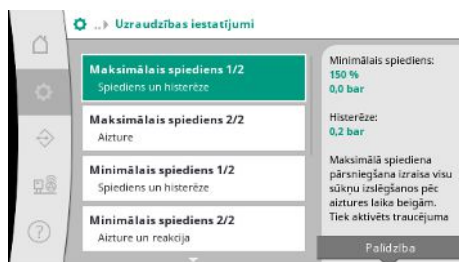 ..▸ Uzraudzības iestatījumi
Maksimālais spiediens 1/2
Spiediens un histerēze
Maksimālais spiediens 2/2
Aizture
Minimālais spiediens 1/2
Spiediens un histerēze
Minimālais spiediens 2/2
Aizture un reakcija
Minimālais spiediens:
150 %
0,0 bar
Histerēze:
0,2 bar
Maksimālā spiediena
pārsniegšana izraisa visu
sūkņu izslēgšanos pēc
aiztures laika beigām.
Tiek aktivēts traucējuma
Palīdzība